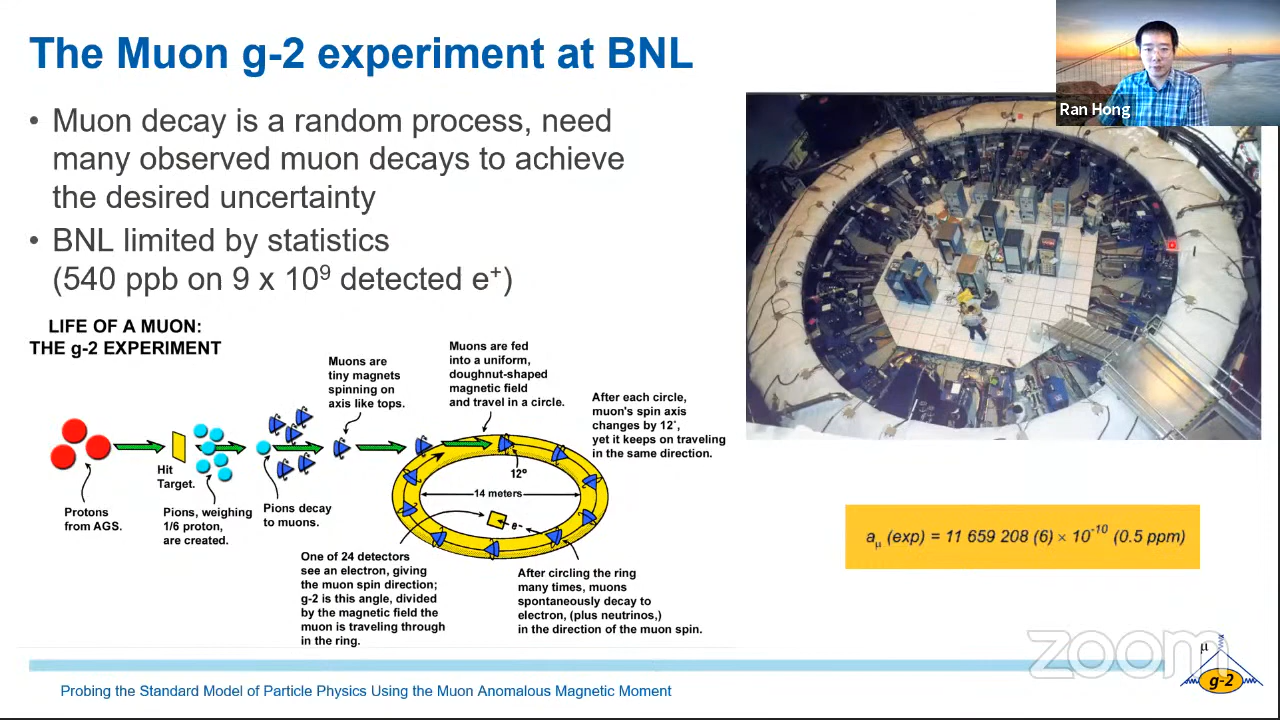 The Muon g-2 experiment at BNL
Ran Hong
• Muon decay is a random process, need
many observed muon decays to achieve
the desired uncertainty
• BNL limited by statistics
(540 ppb on 9 x 10⁹ detected e⁺)
LIFE OF A MUON:
THE g-2 EXPERIMENT
Protons
from AGS.
Hit
Target.
Pions, weighing
1/6 proton,
are created.
Pions decay
to muons.
Muons are
tiny magnets
spinning on
axis like tops.
Muons are fed
into a uniform,
doughnut-shaped
magnetic field
and travel in a circle.
After each circle,
muon's spin axis
changes by 12°,
yet it keeps on traveling
in the same direction.
12°
14 meters
e-
One of 24 detectors
see an electron, giving
the muon spin direction;
g-2 is this angle, divided
by the magnetic field the
muon is traveling through
in the ring.
After circling the ring
many times, muons
spontaneously decay to
electron, (plus neutrinos,)
in the direction of the muon spin.
aμ (exp) = 11 659 208 (6) × 10⁻¹⁰ (0.5 ppm)
zoom
μ
g-2
Probing the Standard Model of Particle Physics Using the Muon Anomalous Magnetic Moment